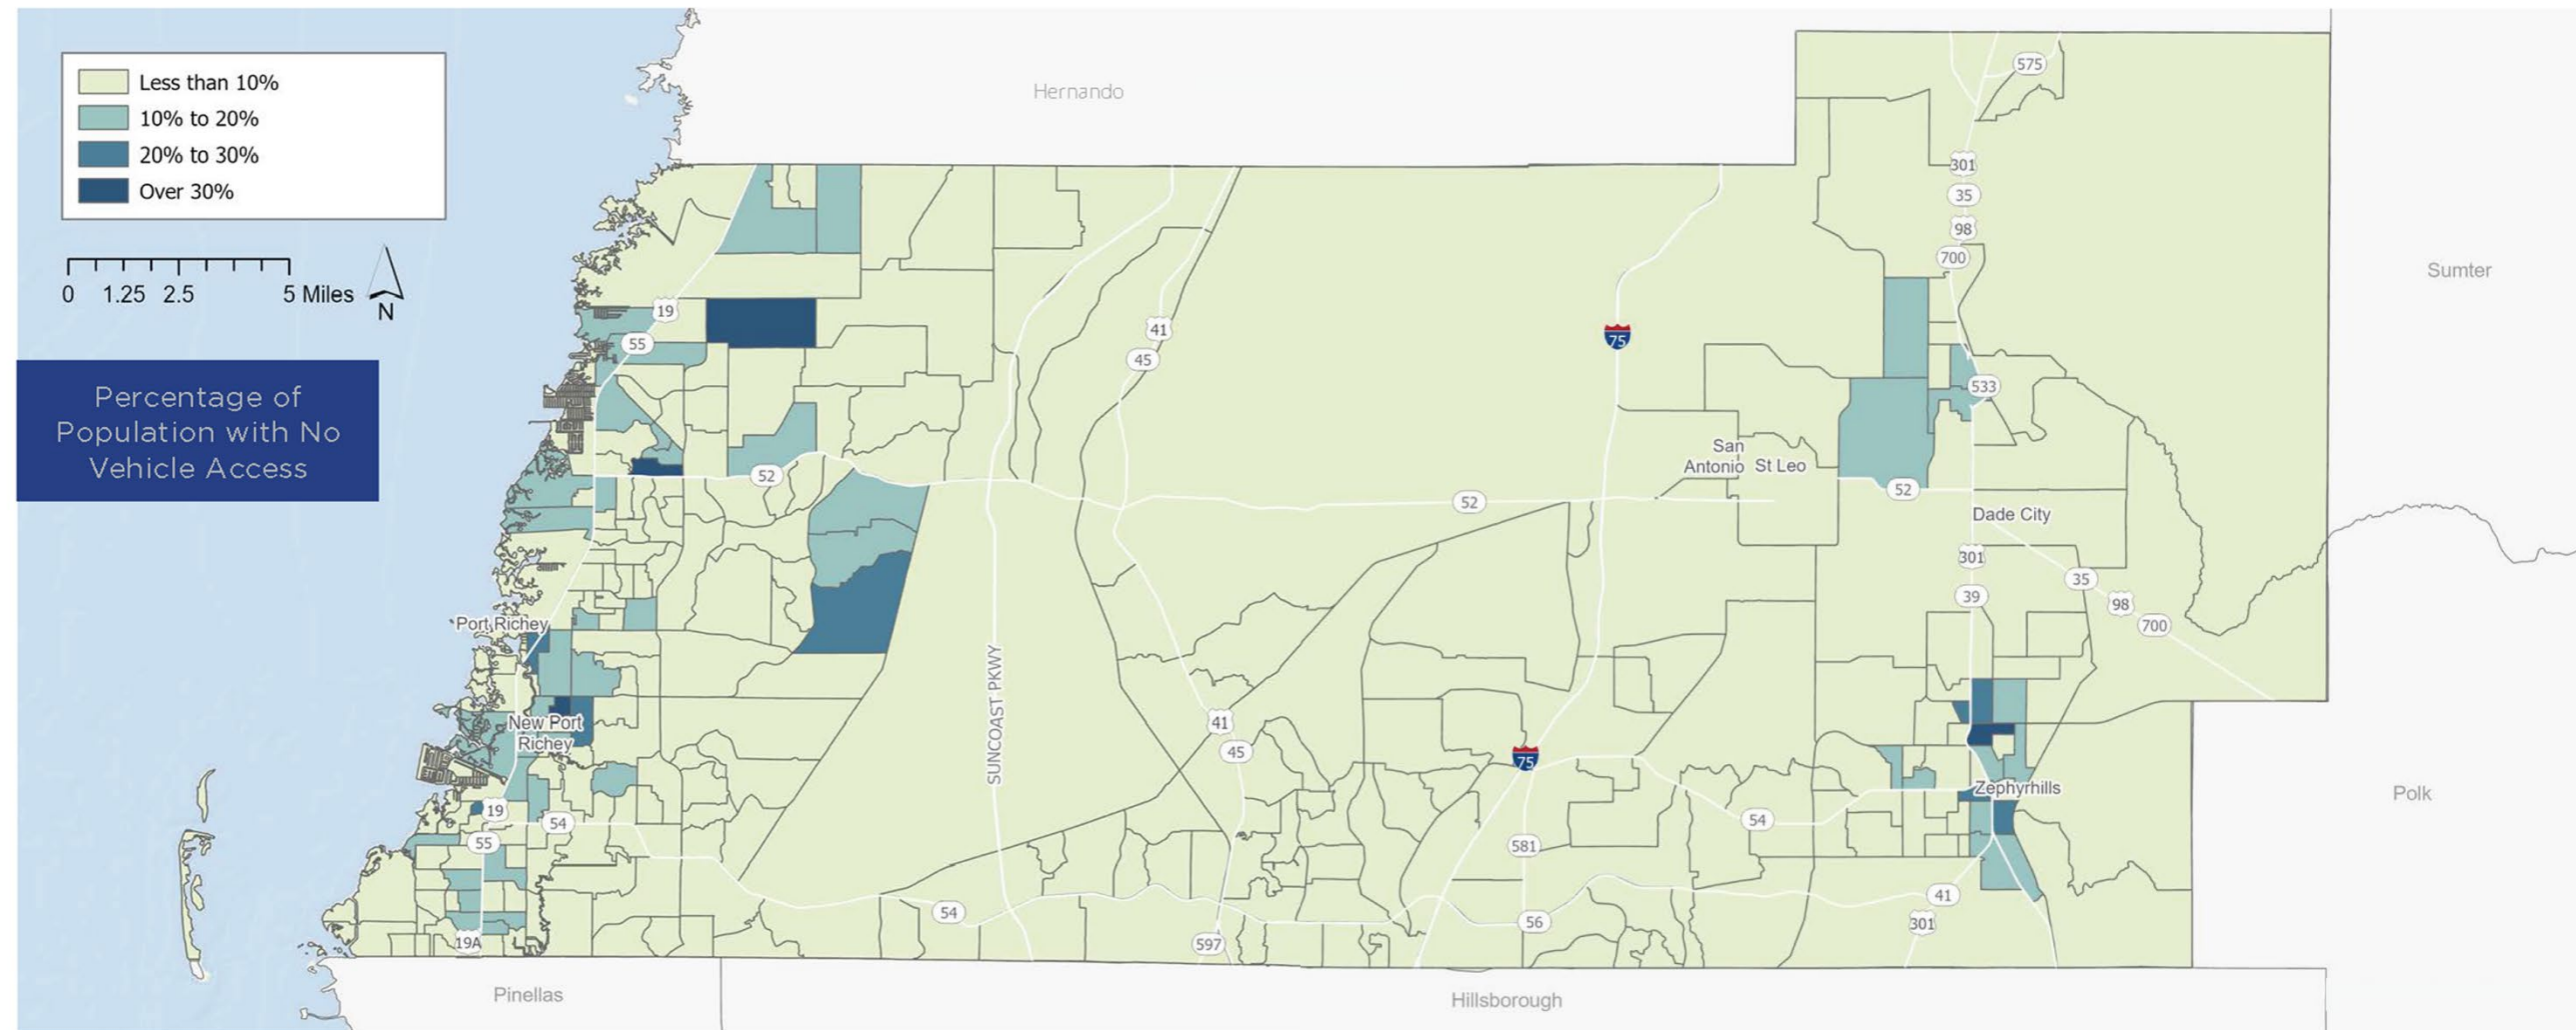 Less than 10%
10% to 20%
20% to 30%
Over 30%
0 1.25 2.5 5 Miles
N
Percentage of
Population with No
Vehicle Access
Hernando
Sumter
Polk
Pinellas
Hillsborough
575
301
35
98
700
19
55
41
45
75
533
San
Antonio St Leo
52
52
52
Dade City
301
39
35
98
700
Port Richey
SUNCOAST PKWY
New Port
Richey
41
45
75
Zephyrhills
19
54
55
54
581
54
56
41
301
19A
597